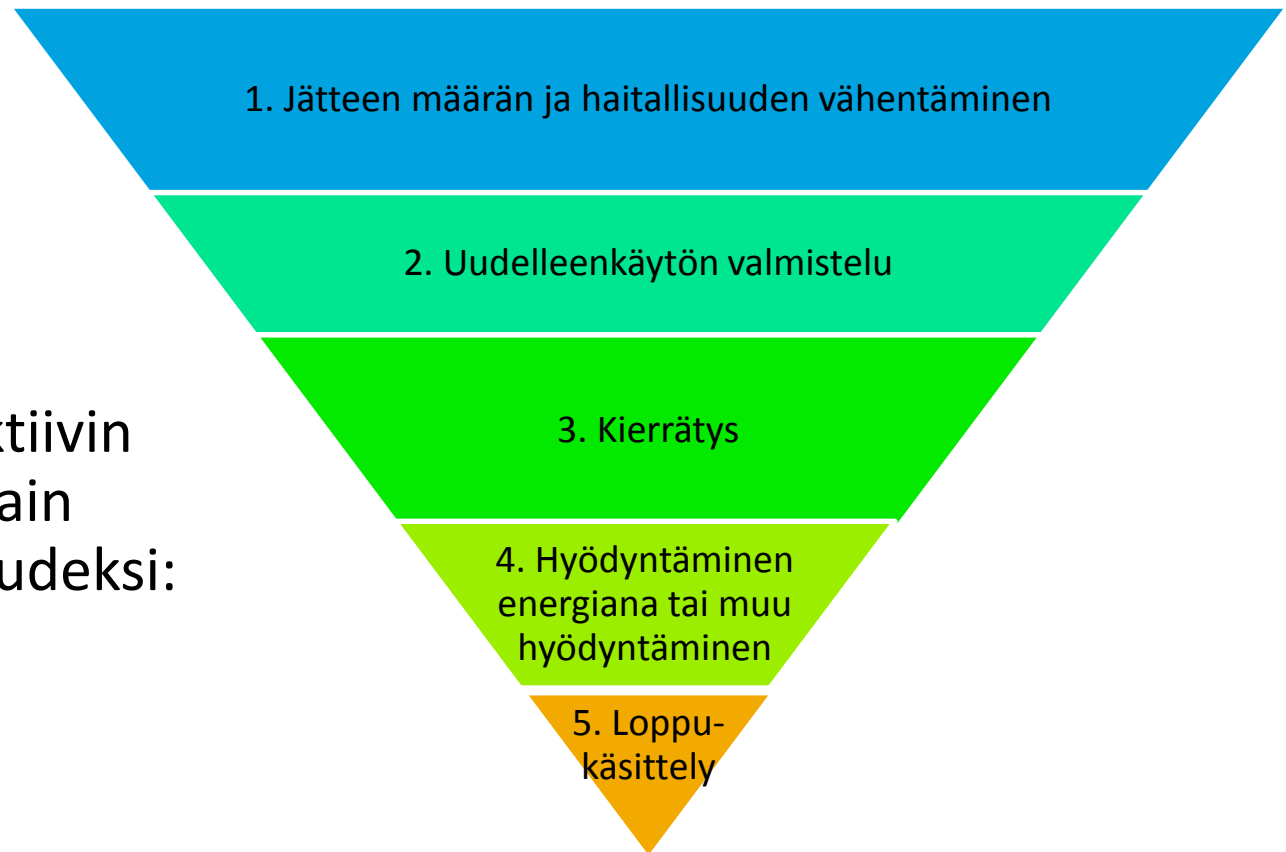 1. Jätteen määrän ja haitallisuuden vähentäminen
2. Uudelleenkäytön valmistelu
3. Kierrätys
4. Hyödyntäminen
energiana tai muu
hyödyntäminen
5. Loppu-
käsittely
ktiivin
ain
udeksi: